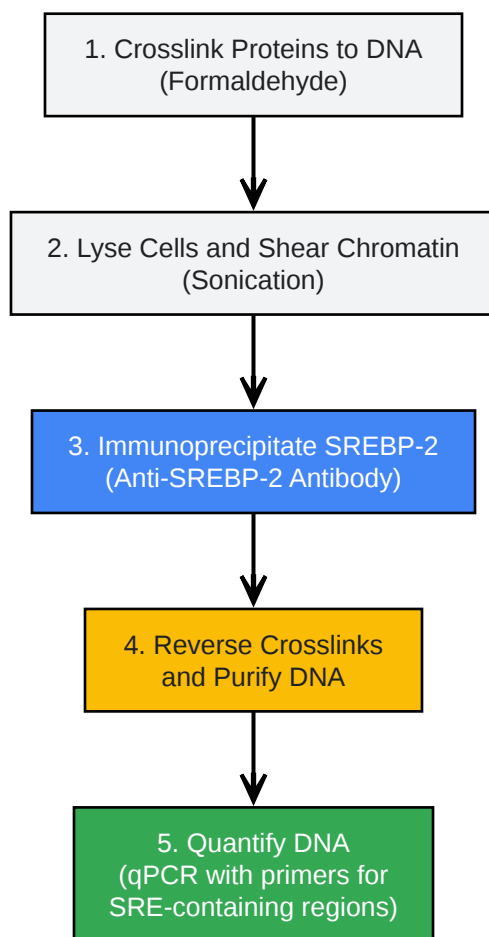 1. Crosslink Proteins to DNA
(Formaldehyde)
2. Lyse Cells and Shear Chromatin
(Sonication)
3. Immunoprecipitate SREBP-2
(Anti-SREBP-2 Antibody)
4. Reverse Crosslinks
and Purify DNA
5. Quantify DNA
(qPCR with primers for
SRE-containing regions)